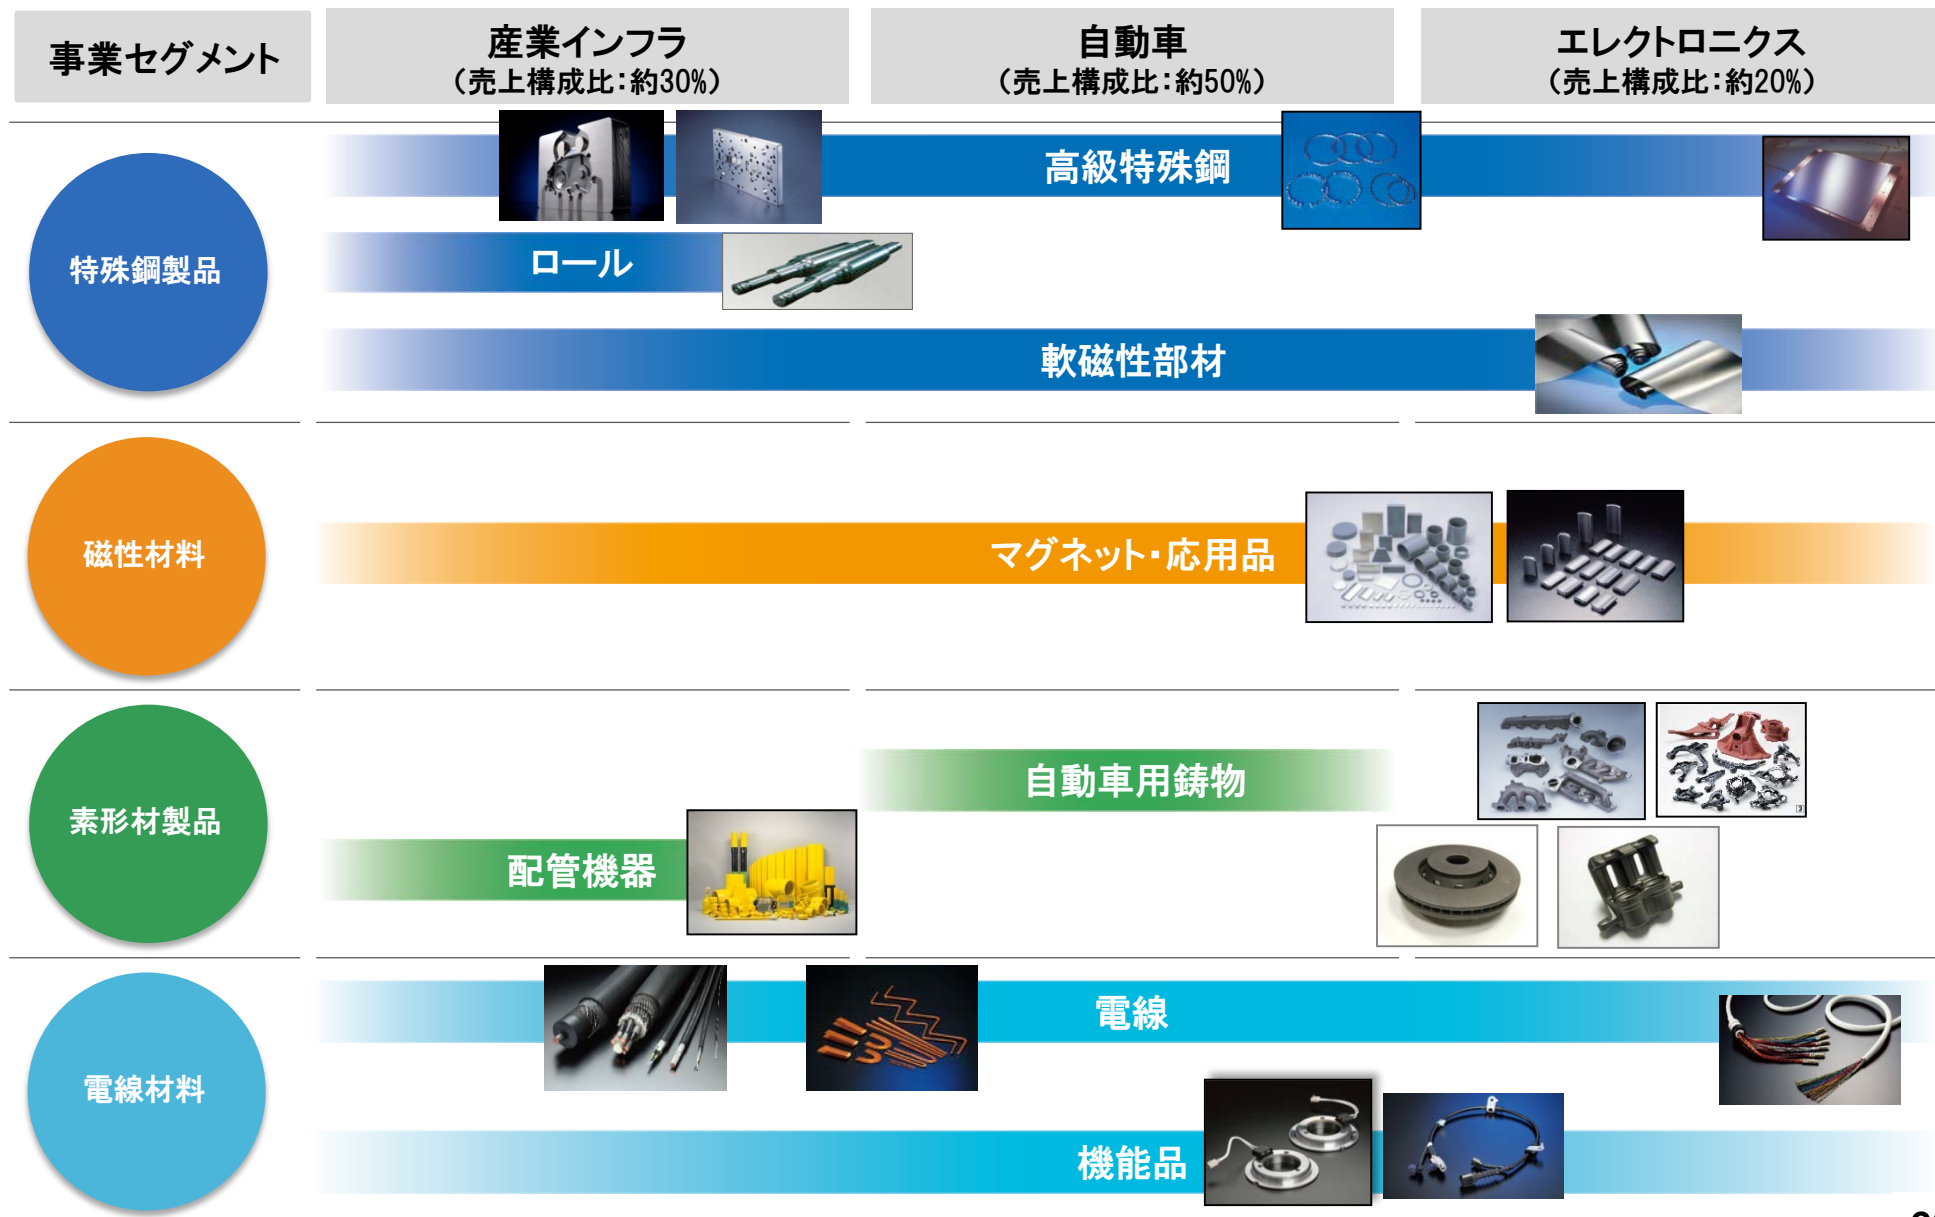 事業セグメント
産業インフラ
(売上構成比:約30%)
自動車
(売上構成比:約50%)
エレクトロニクス
(売上構成比:約20%)
特殊鋼製品
高級特殊鋼
ロール
軟磁性部材
磁性材料
マグネット・応用品
素形材製品
自動車用鋳物
配管機器
電線材料
電線
機能品